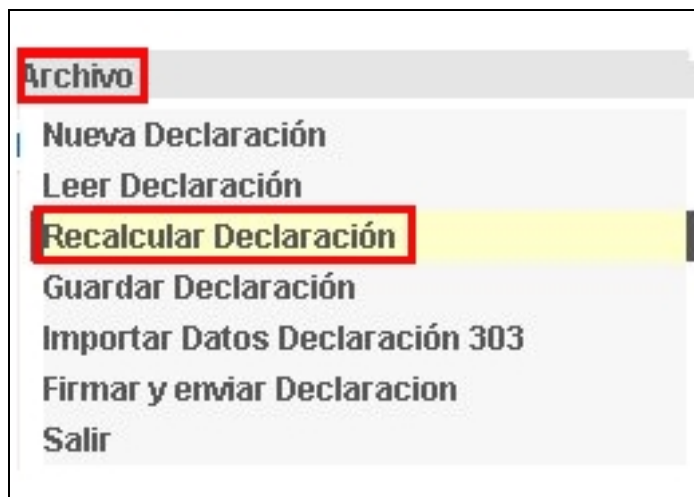 Archivo
Nueva Declaración
Leer Declaración
Recalcular Declaración
Guardar Declaración
Importar Datos Declaración 303
Firmar y enviar Declaracion
Salir